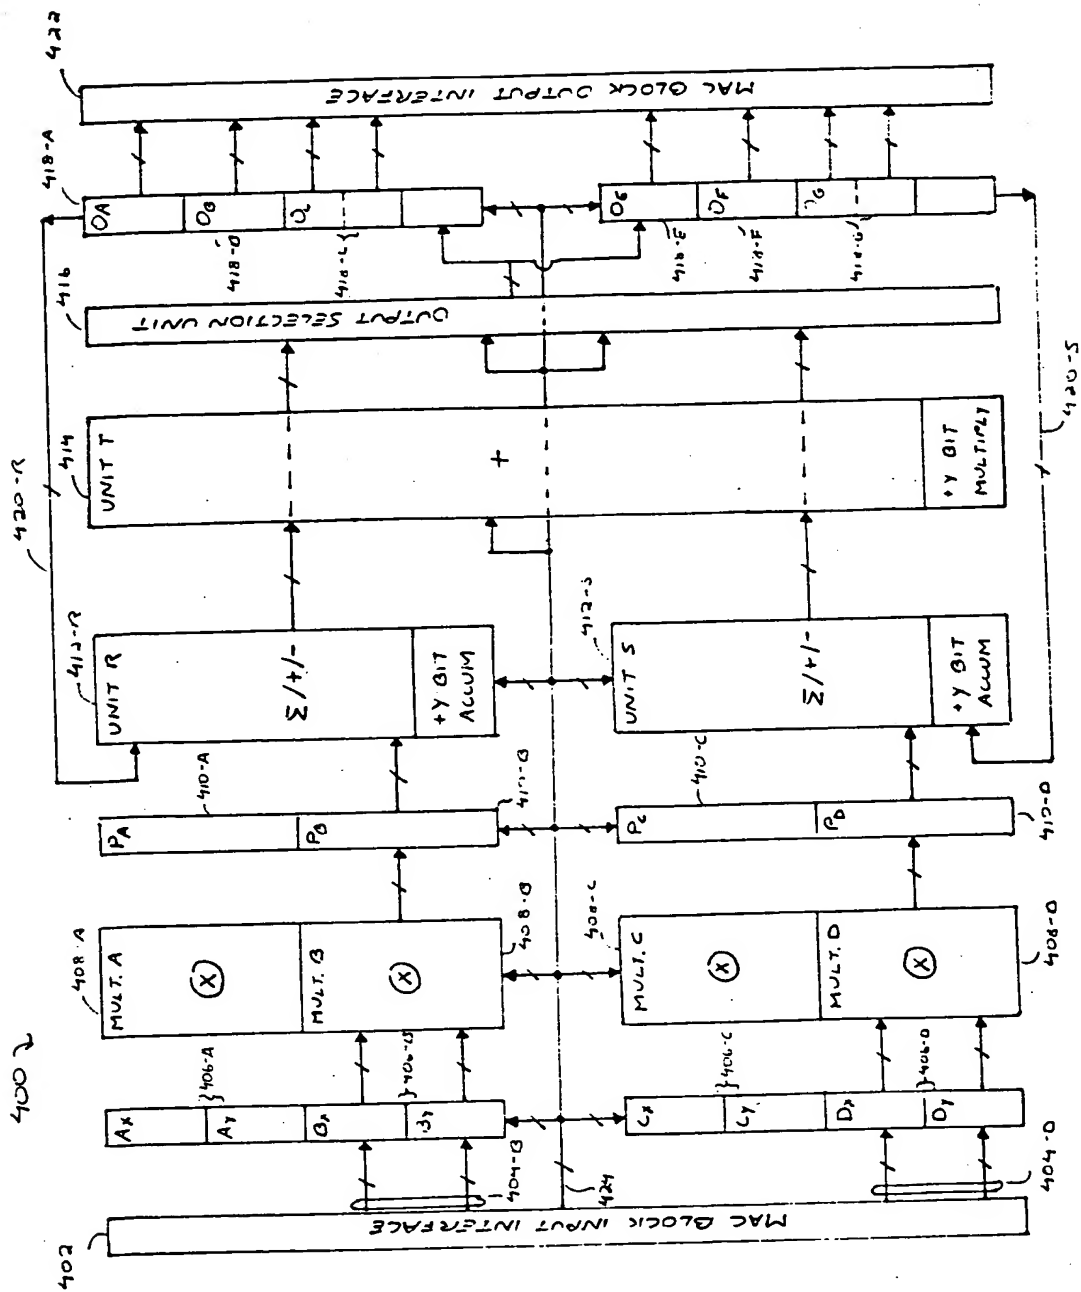 400
402
MAC BLOCK INPUT INTERFACE
404-B
404-D
424
AX
AY
BX
BY
CX
CY
DX
DY
406-A
406-B
406-C
406-D
408-A
MULT. A
X
MULT. B
X
408-B
408-C
MULT. C
X
MULT. D
X
408-D
PA
PB
410-A
410-B
PC
PD
410-C
410-D
412-R
UNIT R
Σ/+/-
+Y BIT
ACCUM
412-S
UNIT S
Σ/+/-
+Y BIT
ACCUM
414
UNIT T
+
+Y BIT
MULTIPLY
416
OUTPUT SELECTION UNIT
418-A
OA
OB
418-B
418-C
OE
OF
OG
418-E
418-F
418-G
420-R
420-S
MAC BLOCK OUTPUT INTERFACE
422